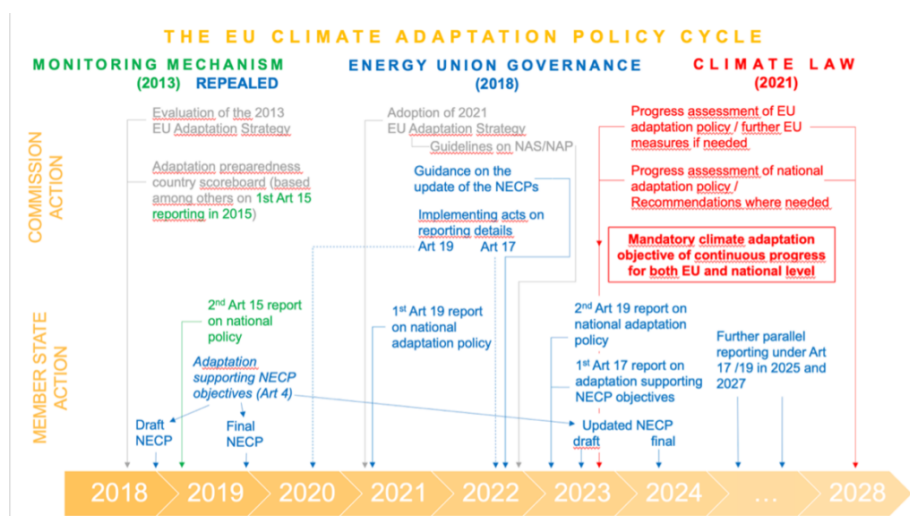 THE EU CLIMATE ADAPTATION POLICY CYCLE
MONITORING MECHANISM
(2013) REPEALED
ENERGY UNION GOVERNANCE
(2018)
CLIMATE LAW
(2021)
COMMISSION
ACTION
Evaluation of the 2013
EU Adaptation Strategy
Adaptation preparedness
country scoreboard (based
among others on 1st Art 15
reporting in 2015)
Adoption of 2021
EU Adaptation Strategy
Guidelines on NAS/NAP
Guidance on the
update of the NECPs
Implementing acts on
reporting details
Art 19 Art 17
Progress assessment of EU
adaptation policy / further EU
measures if needed
Progress assessment of national
adaptation policy /
Recommendations where needed
Mandatory climate adaptation
objective of continuous progress
for both EU and national level
MEMBER STATE
ACTION
2nd Art 15 report
on national
policy
Adaptation
supporting NECP
objectives (Art 4)
Draft
NECP
Final
NECP
1st Art 19 report
on national
adaptation policy
2nd Art 19 report on
national adaptation
policy
1st Art 17 report on
adaptation supporting
NECP objectives
Updated NECP
draft final
Further parallel
reporting under Art
17 /19 in 2025 and
2027
2018 2019 2020 2021 2022 2023 2024 ... 2028